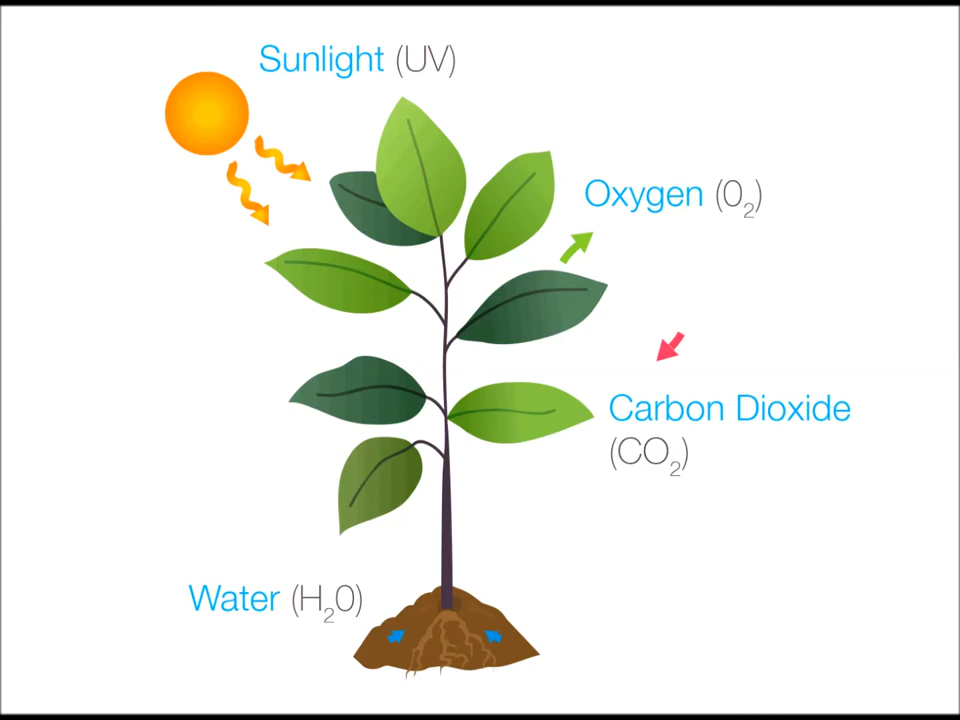 Sunlight (UV)
Oxygen (0₂)
Carbon Dioxide
(CO₂)
Water (H₂0)